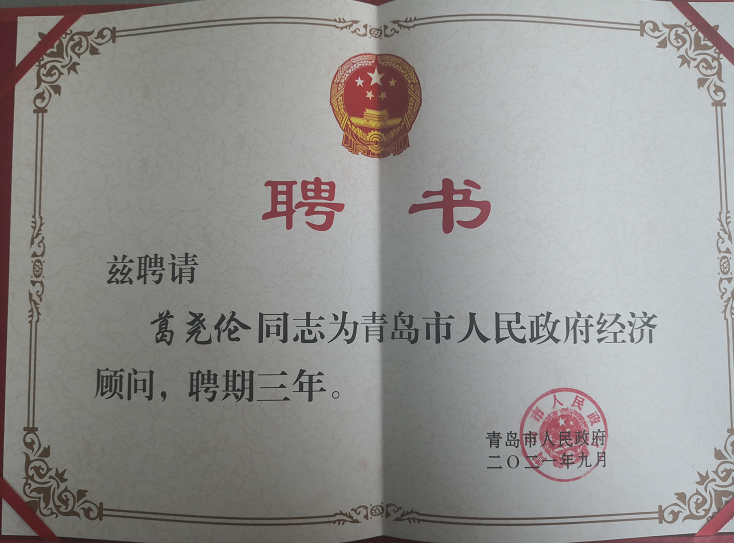 聘书
兹聘请
葛尧伦同志为青岛市人民政府经济
顾问，聘期三年。
青岛市人民政府
二〇二一年九月